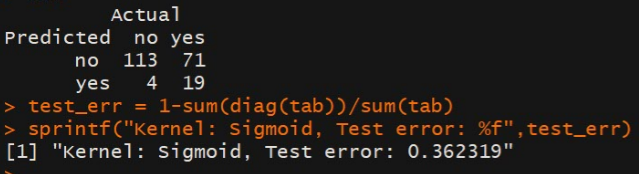 Actual
Predicted no yes
no 113 71
yes 4 19
> test_err = 1-sum(diag(tab))/sum(tab)
> sprintf("Kernel: Sigmoid, Test error: %f",test_err)
[1] "Kernel: Sigmoid, Test error: 0.362319"
>